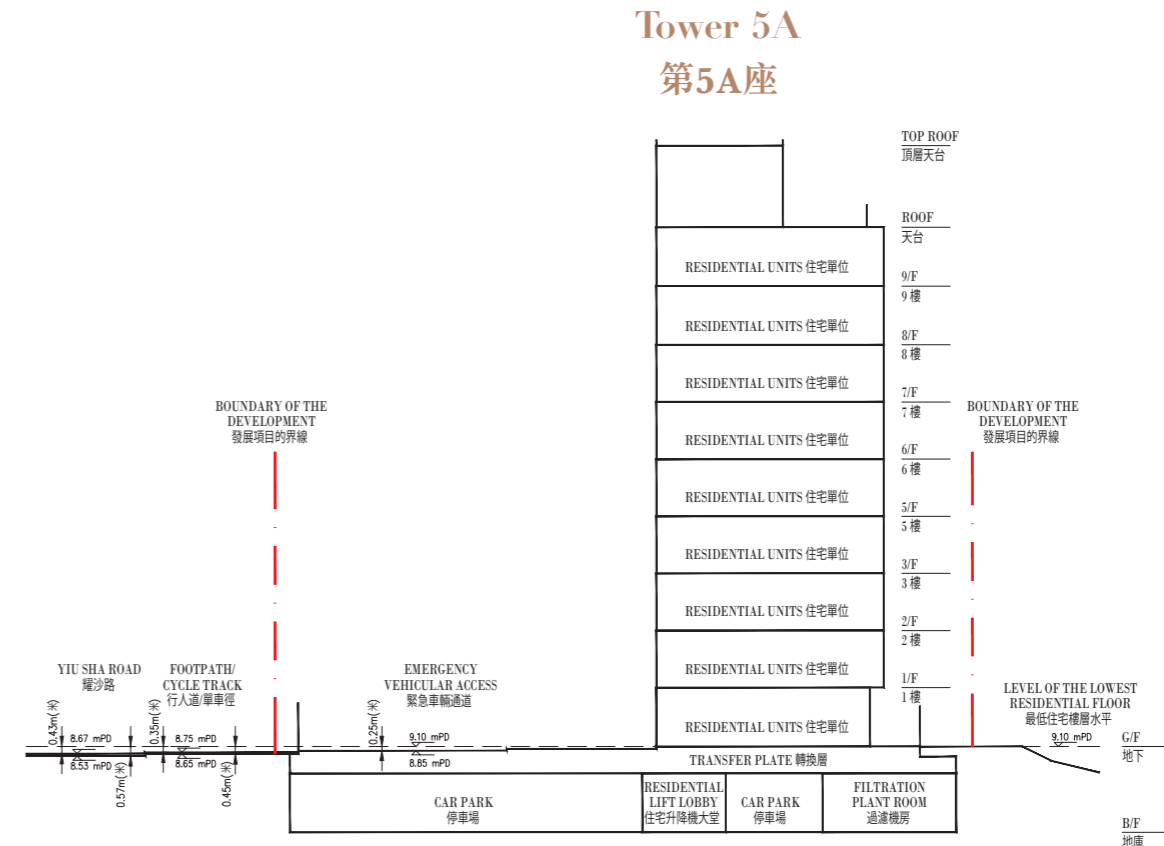 Tower 5A
第5A座
TOP ROOF
頂層天台
ROOF
天台
RESIDENTIAL UNITS 住宅單位
9/F
9 樓
RESIDENTIAL UNITS 住宅單位
8/F
8 樓
RESIDENTIAL UNITS 住宅單位
7/F
7 樓
BOUNDARY OF THE
DEVELOPMENT
發展項目的界線
BOUNDARY OF THE
DEVELOPMENT
發展項目的界線
RESIDENTIAL UNITS 住宅單位
6/F
6 樓
RESIDENTIAL UNITS 住宅單位
5/F
5 樓
RESIDENTIAL UNITS 住宅單位
3/F
3 樓
RESIDENTIAL UNITS 住宅單位
2/F
2 樓
RESIDENTIAL UNITS 住宅單位
1/F
1 樓
YIU SHA ROAD
耀沙路
FOOTPATH/
CYCLE TRACK
行人道/單車徑
EMERGENCY
VEHICULAR ACCESS
緊急車輛通道
LEVEL OF THE LOWEST
RESIDENTIAL FLOOR
最低住宅樓層水平
0.43m(米)
8.67 mPD
8.53 mPD
0.57m(米)
0.35m(米)
8.75 mPD
8.65 mPD
0.45m(米)
0.25m(米)
9.10 mPD
8.85 mPD
RESIDENTIAL UNITS 住宅單位
9.10 mPD
G/F
地下
TRANSFER PLATE 轉換層
CAR PARK
停車場
RESIDENTIAL
LIFT LOBBY
住宅升降機大堂
CAR PARK
停車場
FILTRATION
PLANT ROOM
過濾機房
B/F
地庫